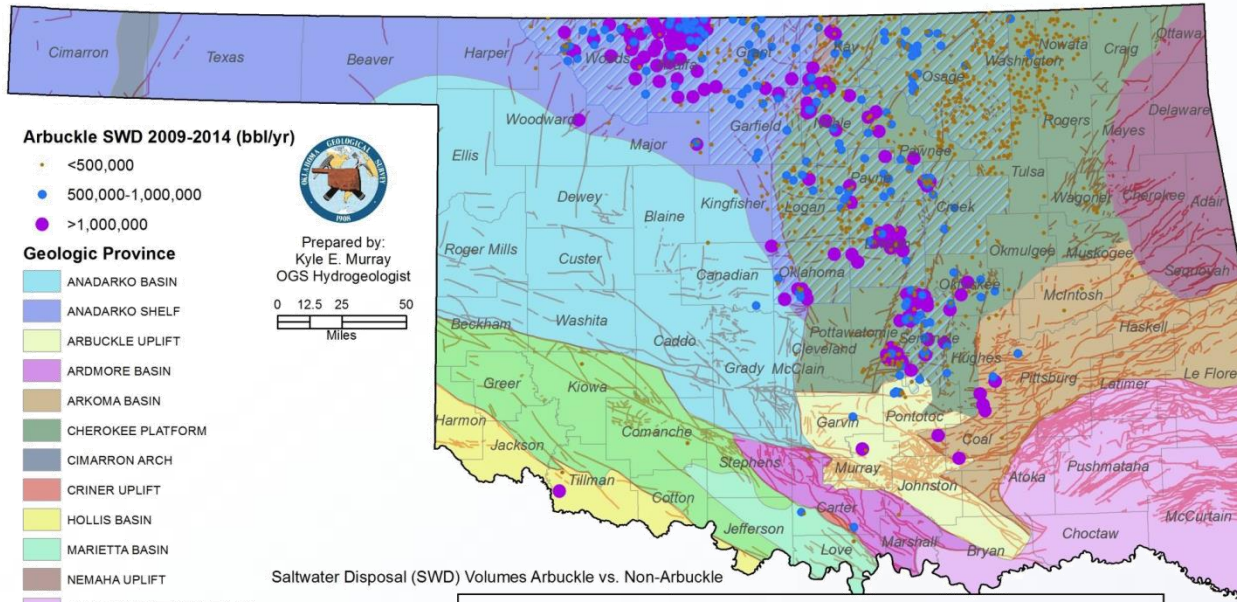 Cimarron
Texas
Beaver
Harper
Woods
Alfalfa
Grant
Kay
Osage
Washington
Nowata
Craig
Ottawa
Woodward
Major
Garfield
Noble
Rogers
Mayes
Delaware
Ellis
Dewey
Blaine
Kingfisher
Logan
Payne
Pawnee
Creek
Tulsa
Wagoner
Cherokee
Adair
Roger Mills
Custer
Canadian
Oklahoma
Okfuskee
Okmulgee
Muskogee
Sequoyah
McIntosh
Haskell
Beckham
Washita
Caddo
Grady
McClain
Cleveland
Pottawatomie
Seminole
Hughes
Pittsburg
Latimer
Le Flore
Greer
Kiowa
Harmon
Jackson
Comanche
Stephens
Garvin
Pontotoc
Coal
Murray
Johnston
Atoka
Pushmataha
McCurtain
Tillman
Cotton
Jefferson
Carter
Love
Marshall
Bryan
Choctaw
Arbuckle SWD 2009-2014 (bbl/yr)
<500,000
500,000-1,000,000
>1,000,000
OKLAHOMA GEOLOGICAL SURVEY
1908
Prepared by:
Kyle E. Murray
OGS Hydrogeologist
0 12.5 25 50
Miles
Geologic Province
ANADARKO BASIN
ANADARKO SHELF
ARBUCKLE UPLIFT
ARDMORE BASIN
ARKOMA BASIN
CHEROKEE PLATFORM
CIMARRON ARCH
CRINER UPLIFT
HOLLIS BASIN
MARIETTA BASIN
NEMAHA UPLIFT
Saltwater Disposal (SWD) Volumes Arbuckle vs. Non-Arbuckle